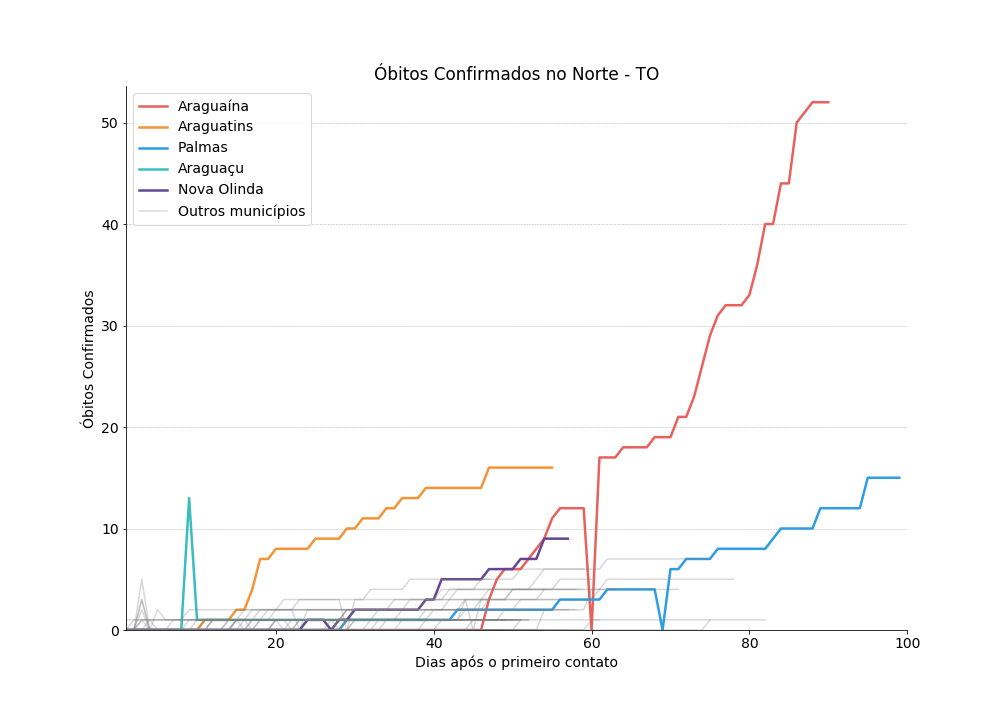 Óbitos Confirmados no Norte - TO
Araguaína
Araguatins
Palmas
Araguaçu
Nova Olinda
Outros municípios
Óbitos Confirmados
50
40
30
20
10
0
20
40
60
80
100
Dias após o primeiro contato